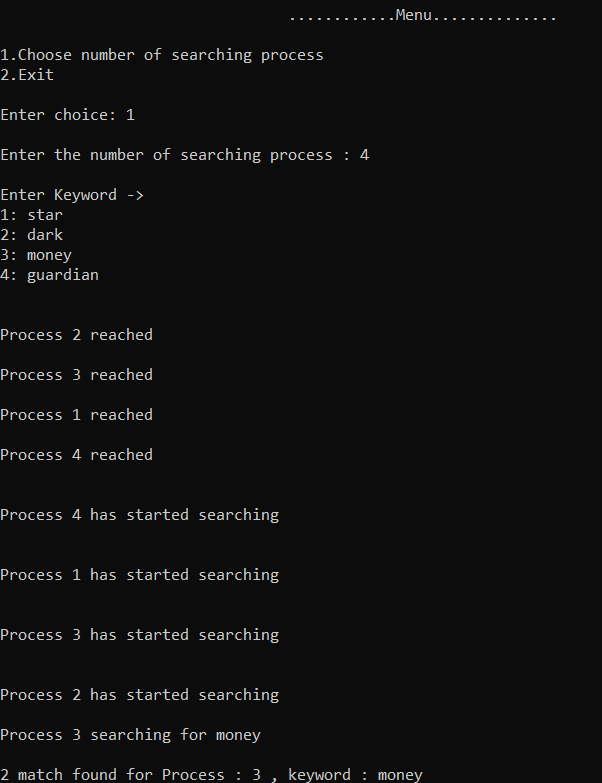 ............Menu..............
1.Choose number of searching process
2.Exit
Enter choice: 1
Enter the number of searching process : 4
Enter Keyword ->
1: star
2: dark
3: money
4: guardian
Process 2 reached
Process 3 reached
Process 1 reached
Process 4 reached
Process 4 has started searching
Process 1 has started searching
Process 3 has started searching
Process 2 has started searching
Process 3 searching for money
2 match found for Process : 3 , keyword : money